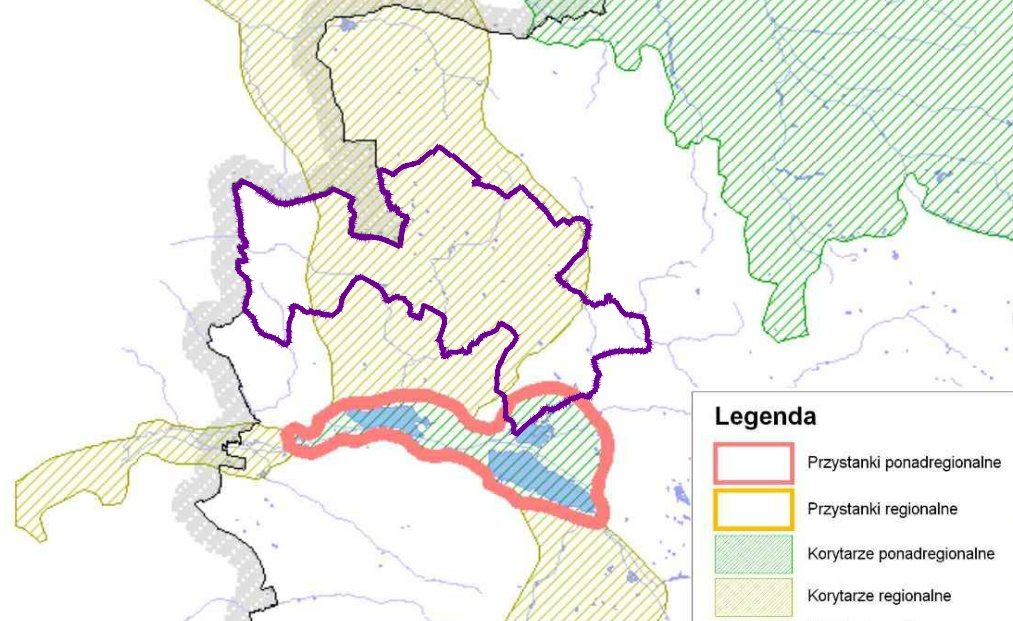 Legenda
Przystanki ponadregionalne
Przystanki regionalne
Korytarze ponadregionalne
Korytarze regionalne